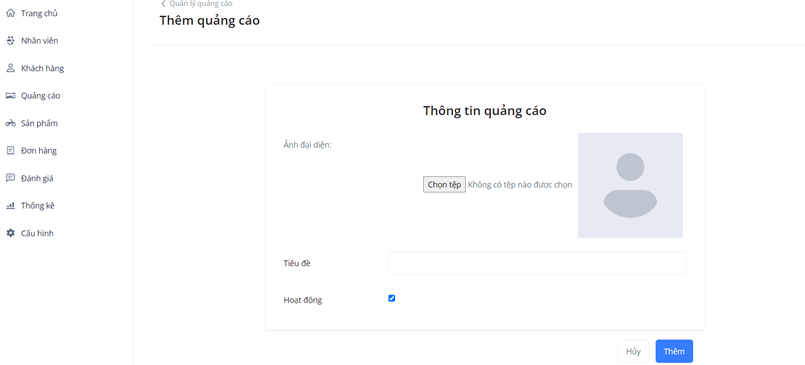 Trang chủ
Nhân viên
Khách hàng
Quảng cáo
Sản phẩm
Đơn hàng
Đánh giá
Thống kê
Cấu hình
Quản lý quảng cáo
Thêm quảng cáo
Thông tin quảng cáo
Ảnh đại diện:
Chọn tệp Không có tệp nào được chọn
Tiêu đề
Hoạt động
Hủy Thêm